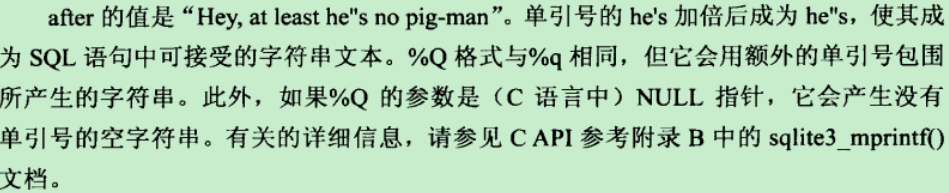 after 的值是“Hey, at least he"s no pig-man”。单引号的 he's 加倍后成为 he"s，使其成
为 SQL 语句中可接受的字符串文本。%Q 格式与%q 相同，但它会用额外的单引号包围
所产生的字符串。此外，如果%Q 的参数是（C 语言中）NULL 指针，它会产生没有
单引号的空字符串。有关的详细信息，请参见 C API 参考附录 B 中的 sqlite3_mprintf()
文档。